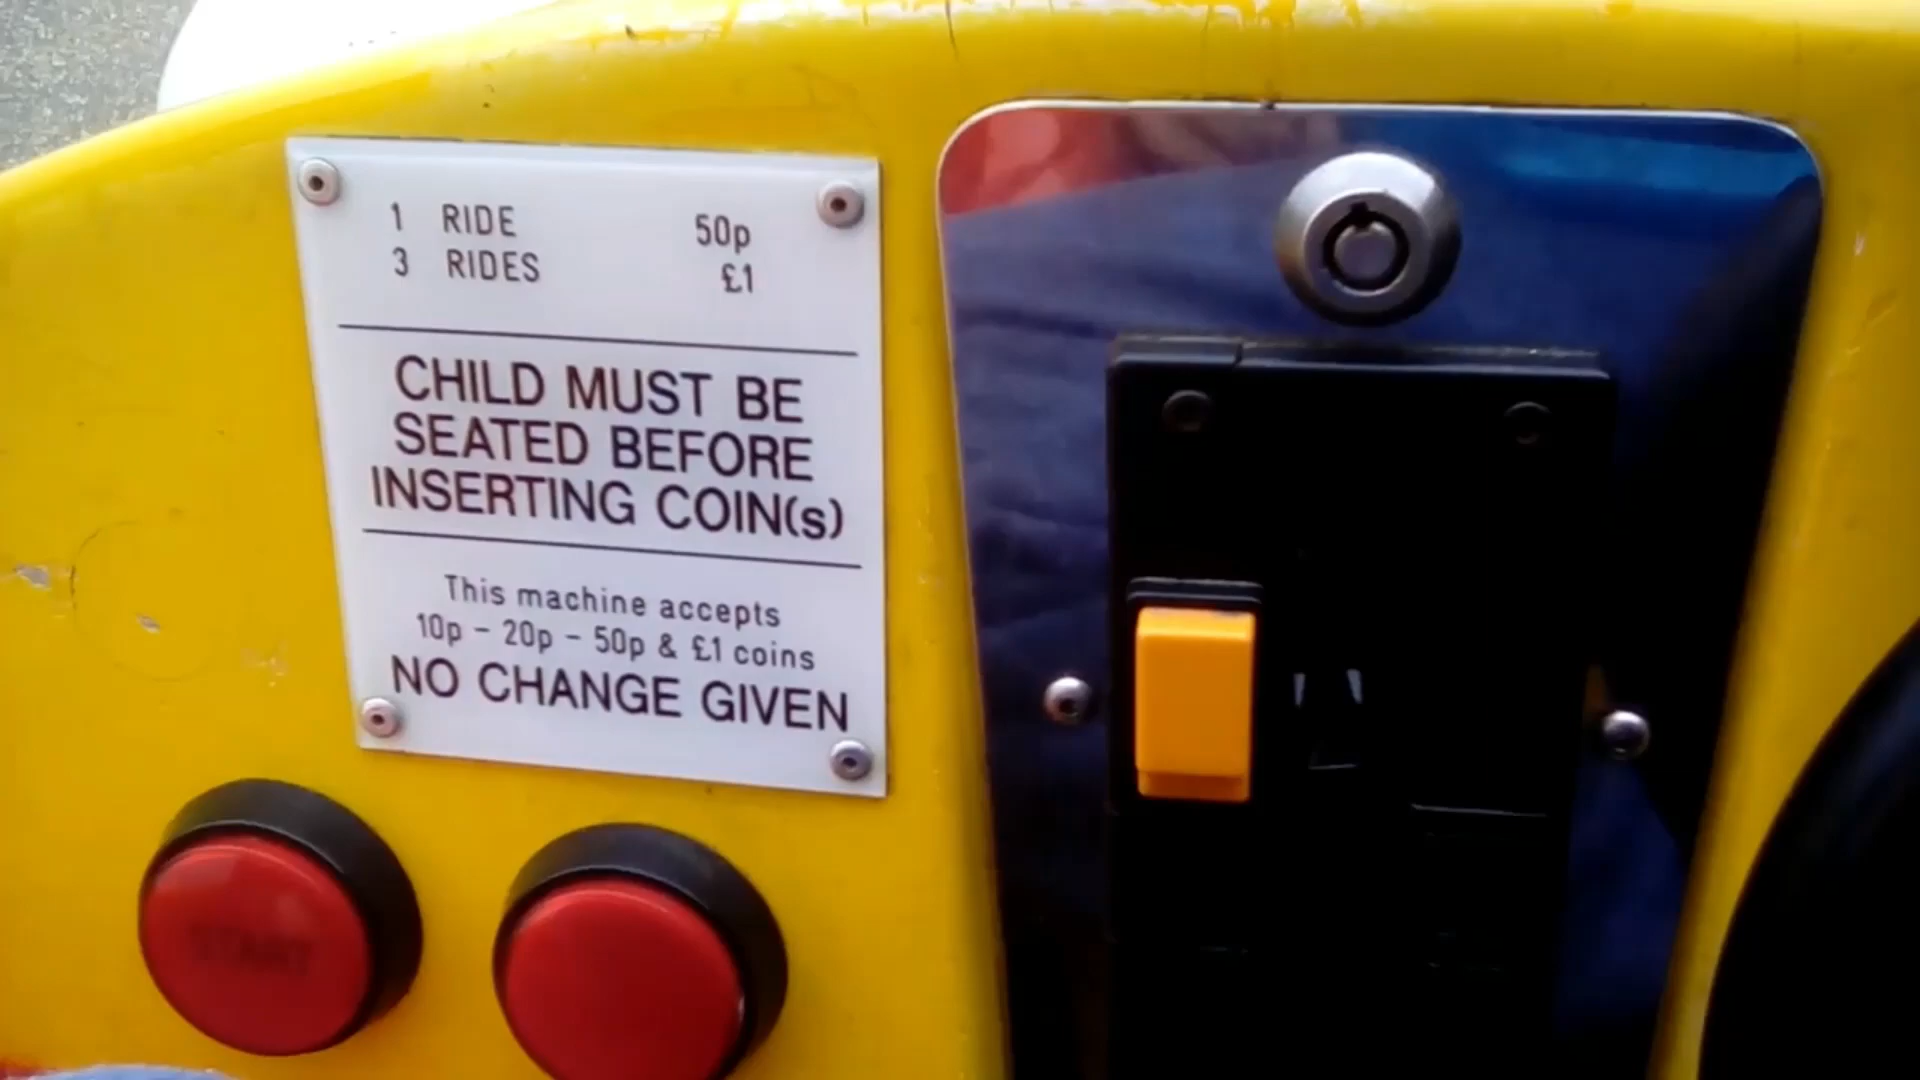 1 RIDE 50p
3 RIDES £1
CHILD MUST BE
SEATED BEFORE
INSERTING COIN(s)
This machine accepts
10p - 20p - 50p & £1 coins
NO CHANGE GIVEN
START